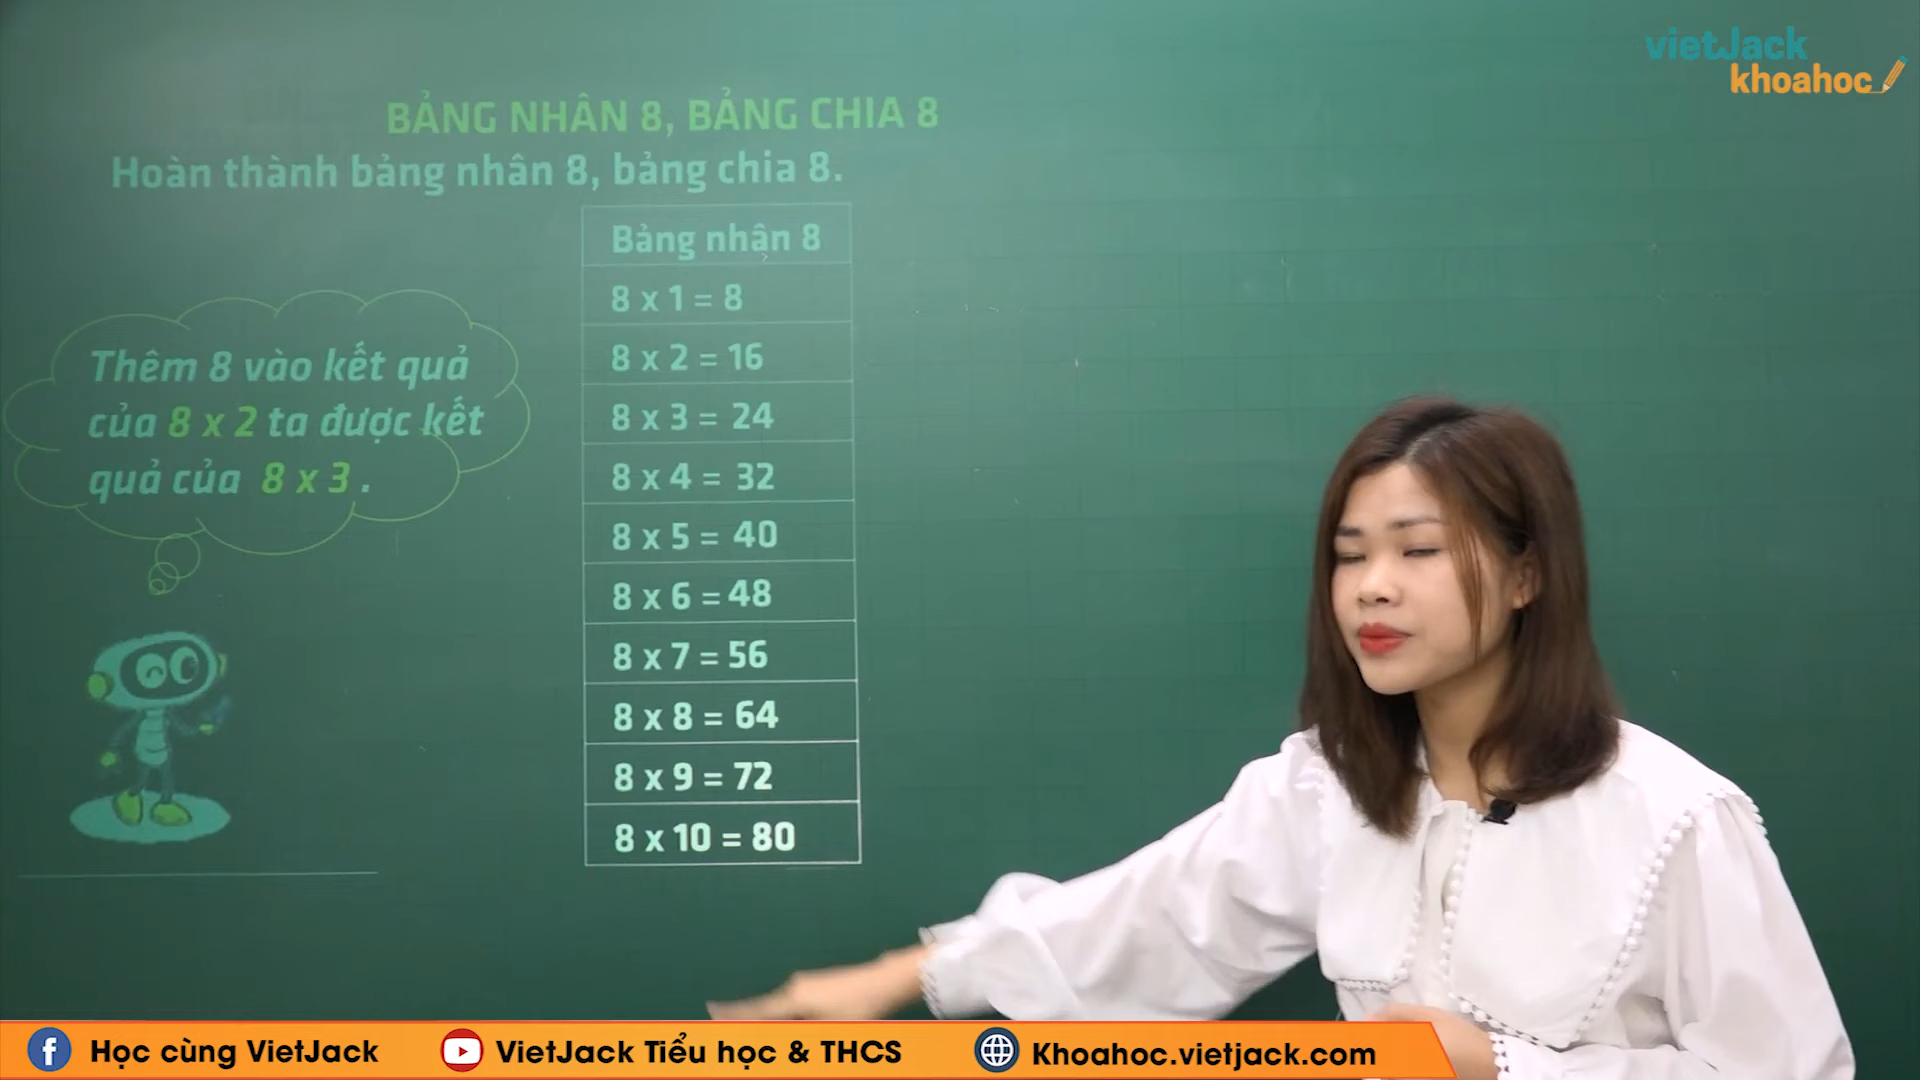 vietJack
khoahoc
BẢNG NHÂN 8, BẢNG CHIA 8
Hoàn thành bảng nhân 8, bảng chia 8.
Thêm 8 vào kết quả
của 8 x 2 ta được kết
quả của 8 x 3 .
Bảng nhân 8
8 x 1 = 8
8 x 2 = 16
8 x 3 = 24
8 x 4 = 32
8 x 5 = 40
8 x 6 = 48
8 x 7 = 56
8 x 8 = 64
8 x 9 = 72
8 x 10 = 80
Học cùng VietJack
VietJack Tiểu học & THCS
Khoahoc.vietjack.com